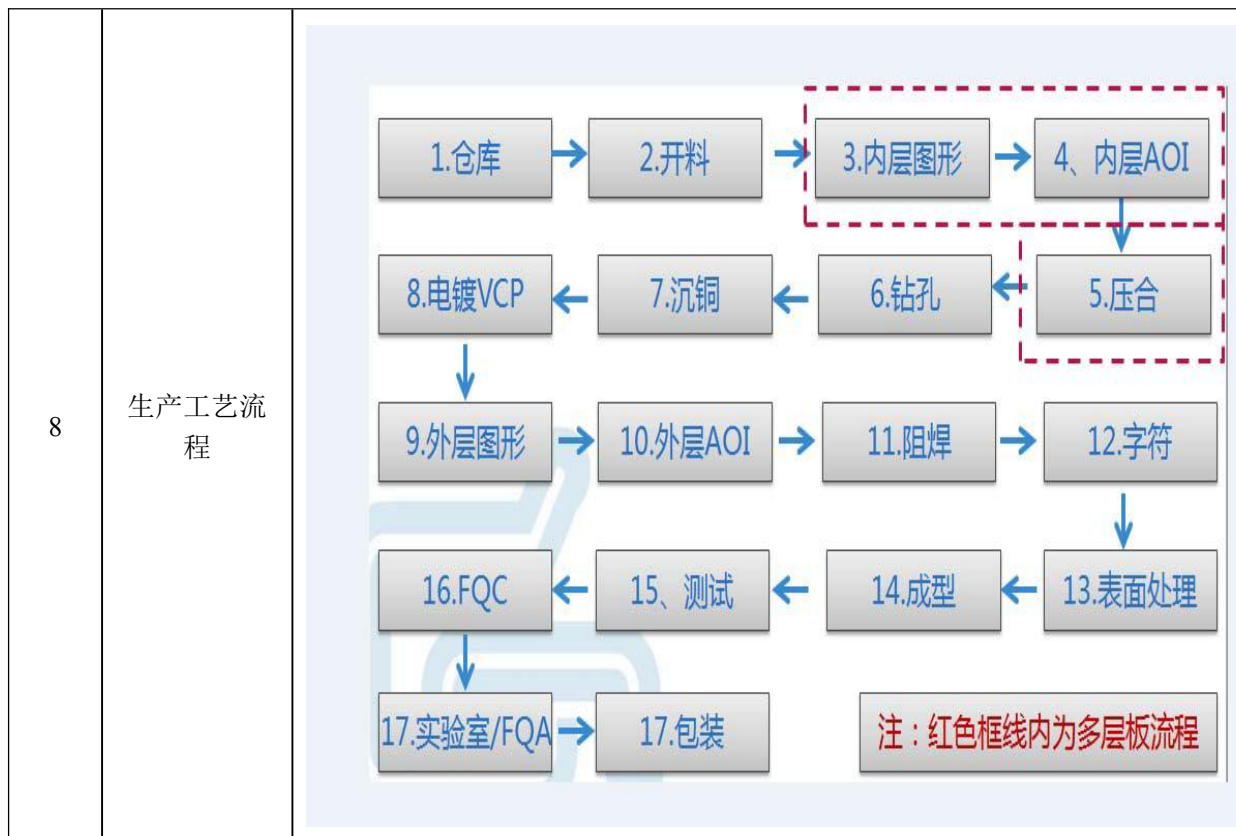 8
生产工艺流
程
1.仓库
2.开料
3.内层图形
4、内层AOI
8.电镀VCP
7.沉铜
6.钻孔
5.压合
9.外层图形
10.外层AOI
11.阻焊
12.字符
16.FQC
15、测试
14.成型
13.表面处理
17.实验室/FQA
17.包装
注：红色框线内为多层板流程